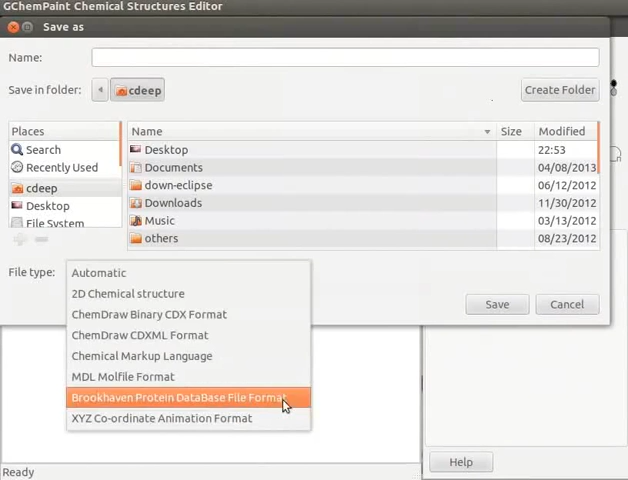 GChemPaint Chemical Structures Editor
Save as
Name:
Save in folder: cdeep Create Folder
Places Name Size Modified
Search Desktop 22:53
Recently Used Documents 04/08/2013
cdeep down-eclipse 06/12/2012
Desktop Downloads 11/30/2012
File System Music 03/13/2012
others 08/23/2012
File type: Automatic
2D Chemical structure
Save Cancel
ChemDraw Binary CDX Format
ChemDraw CDXML Format
Chemical Markup Language
MDL Molfile Format
Brookhaven Protein DataBase File Format
XYZ Co-ordinate Animation Format
Help
Ready